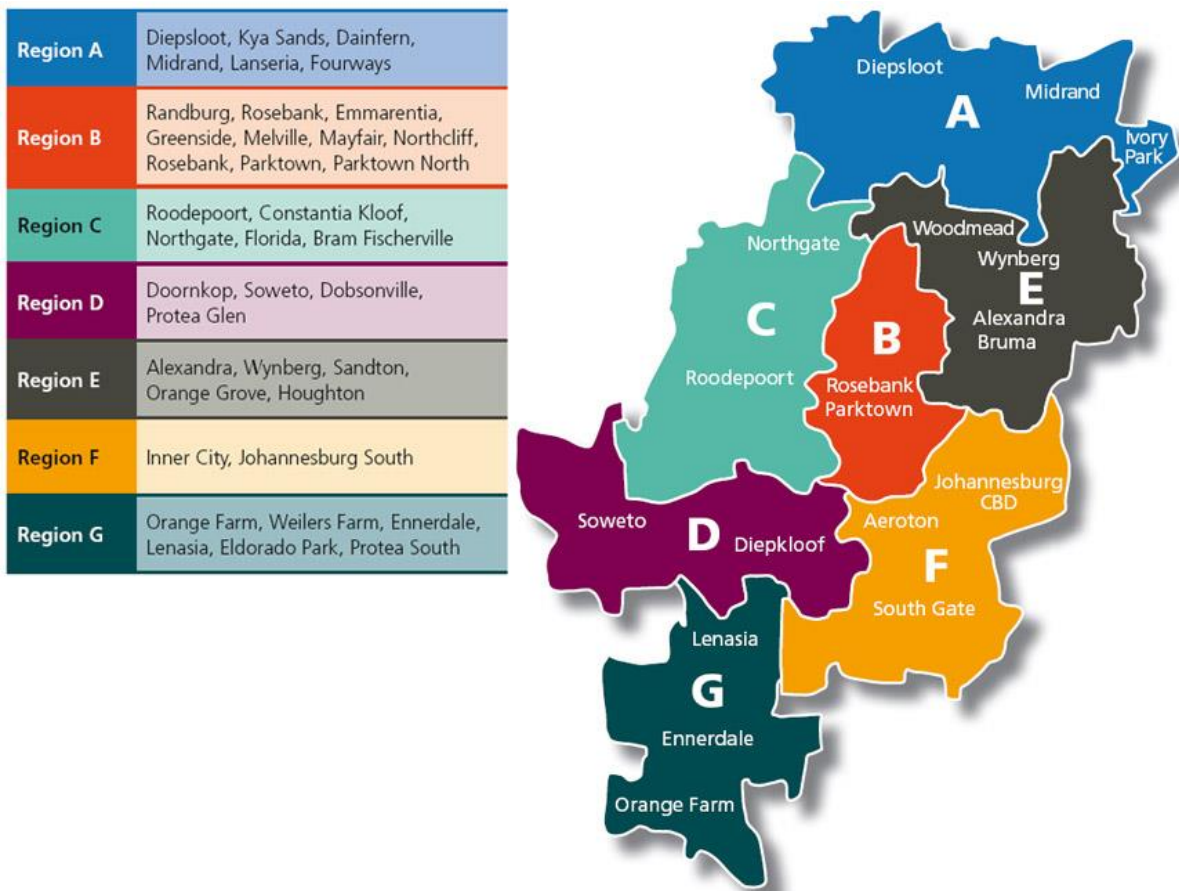 Region A
Diepsloot, Kya Sands, Dainfern,
Midrand, Lanseria, Fourways
Region B
Randburg, Rosebank, Emmarentia,
Greenside, Melville, Mayfair, Northcliff,
Rosebank, Parktown, Parktown North
Region C
Roodepoort, Constantia Kloof,
Northgate, Florida, Bram Fischerville
Region D
Doornkop, Soweto, Dobsonville,
Protea Glen
Region E
Alexandra, Wynberg, Sandton,
Orange Grove, Houghton
Region F
Inner City, Johannesburg South
Region G
Orange Farm, Weilers Farm, Ennerdale,
Lenasia, Eldorado Park, Protea South
Diepsloot
Midrand
A
Ivory
Park
Woodmead
Northgate
Wynberg
E
C
Alexandra
B
Bruma
Roodepoort
Rosebank
Parktown
Johannesburg
CBD
Soweto
Aeroton
D
Diepkloof
F
South Gate
Lenasia
G
Ennerdale
Orange Farm